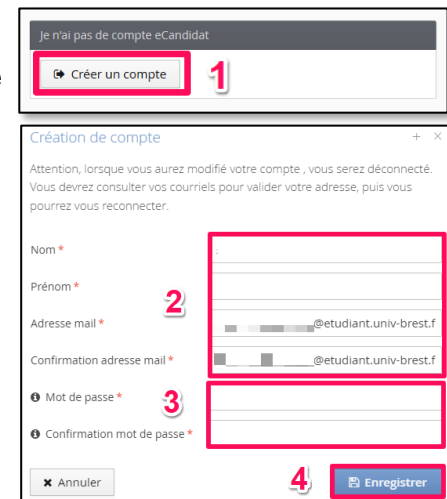 Je n'ai pas de compte eCandidat
Créer un compte
1
Création de compte
Attention, lorsque vous aurez modifié votre compte , vous serez déconnecté.
Vous devrez consulter vos courriels pour valider votre adresse, puis vous
pourrez vous reconnecter.
Nom *
Prénom *
2
Adresse mail * @etudiant.univ-brest.f
Confirmation adresse mail * @etudiant.univ-brest.f
Mot de passe *
3
Confirmation mot de passe *
Annuler
4
Enregistrer